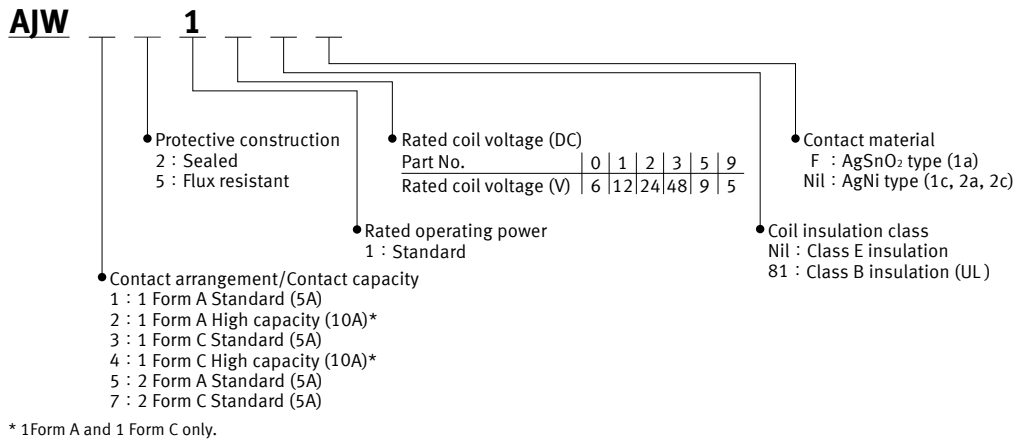 AJW 1
Protective construction
2 : Sealed
5 : Flux resistant
Rated coil voltage (DC)
Part No. 0 1 2 3 5 9
Rated coil voltage (V) 6 12 24 48 9 5
Contact material
F : AgSnO₂ type (1a)
Nil : AgNi type (1c, 2a, 2c)
Rated operating power
1 : Standard
Coil insulation class
Nil : Class E insulation
81 : Class B insulation (UL)
Contact arrangement/Contact capacity
1 : 1 Form A Standard (5A)
2 : 1 Form A High capacity (10A)*
3 : 1 Form C Standard (5A)
4 : 1 Form C High capacity (10A)*
5 : 2 Form A Standard (5A)
7 : 2 Form C Standard (5A)
* 1Form A and 1 Form C only.